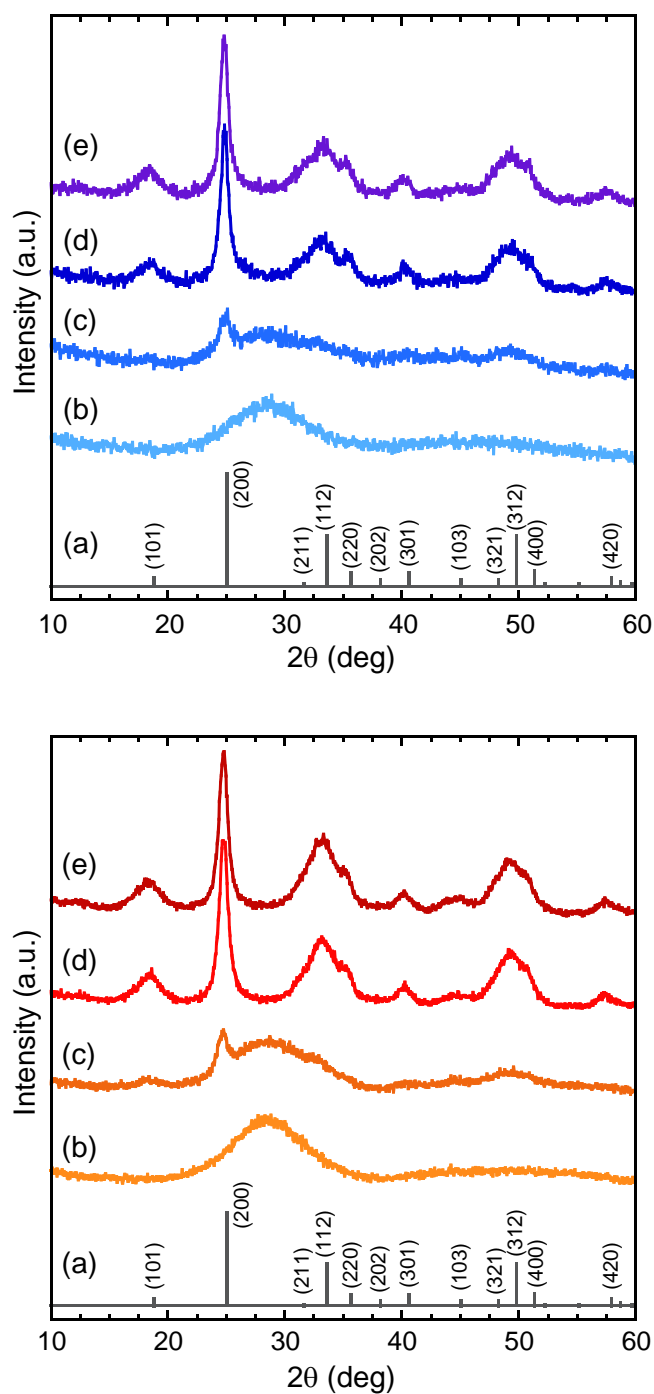 (e)
(d)
(c)
(b)
(a)
(101)
(200)
(211)
(112)
(220)
(202)
(301)
(103)
(321)
(312)
(400)
(420)
10 20 30 40 50 60
2θ (deg)
Intensity (a.u.)
(e)
(d)
(c)
(b)
(a)
(101)
(200)
(211)
(112)
(220)
(202)
(301)
(103)
(321)
(312)
(400)
(420)
10 20 30 40 50 60
2θ (deg)
Intensity (a.u.)